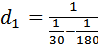 d₁ = 1 / (1/30 − 1/180)